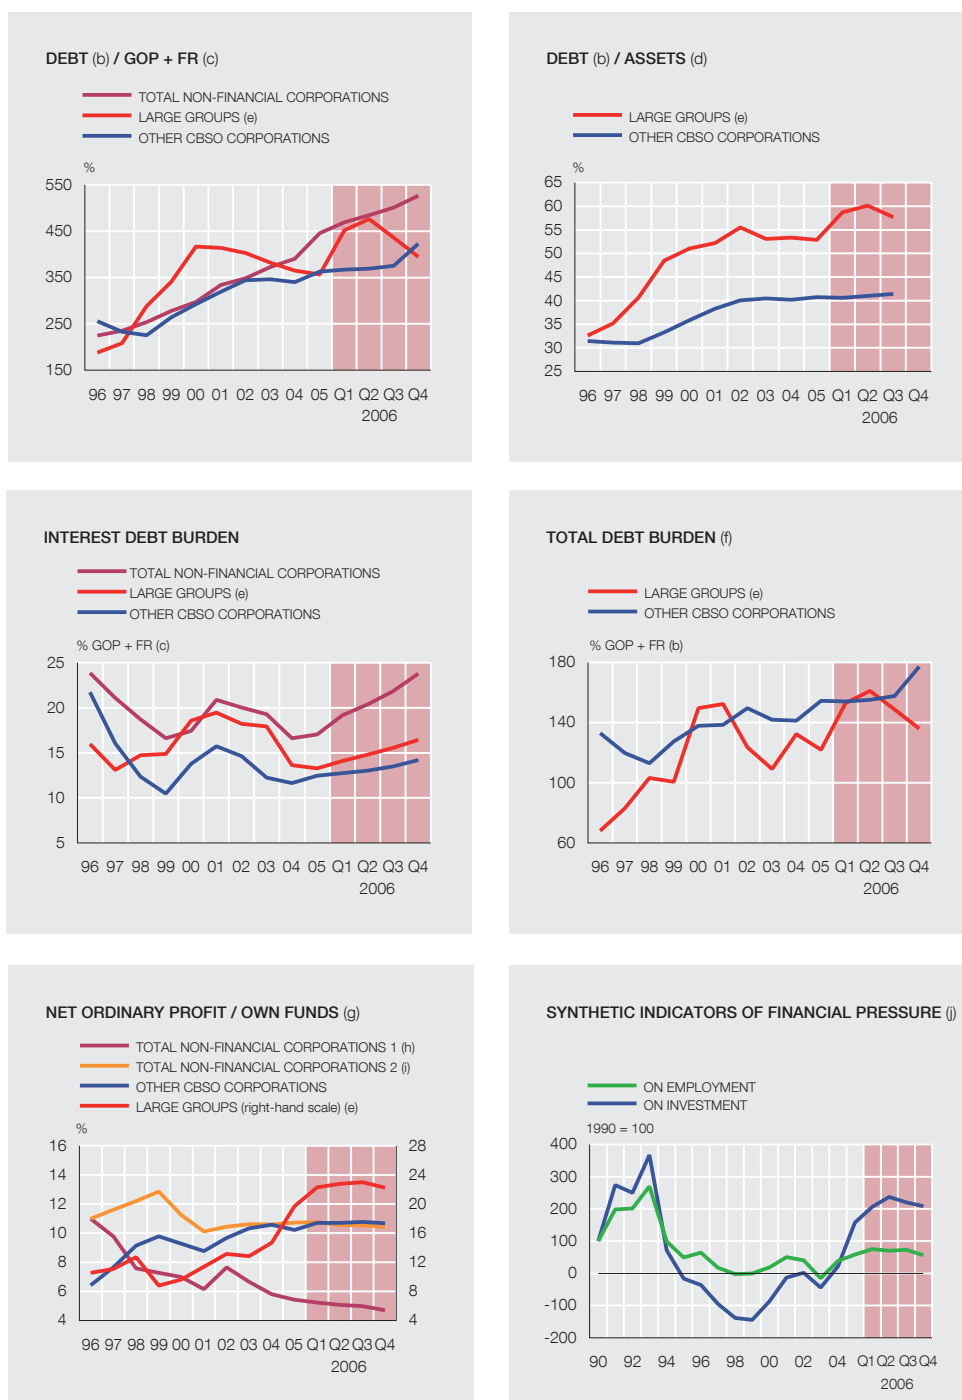 DEBT (b) / GOP + FR (c)
TOTAL NON-FINANCIAL CORPORATIONS
LARGE GROUPS (e)
OTHER CBSO CORPORATIONS
%
550
450
350
250
150
96 97 98 99 00 01 02 03 04 05 Q1 Q2 Q3 Q4
2006
DEBT (b) / ASSETS (d)
LARGE GROUPS (e)
OTHER CBSO CORPORATIONS
%
65
60
55
50
45
40
35
30
25
96 97 98 99 00 01 02 03 04 05 Q1 Q2 Q3 Q4
2006
INTEREST DEBT BURDEN
TOTAL NON-FINANCIAL CORPORATIONS
LARGE GROUPS (e)
OTHER CBSO CORPORATIONS
% GOP + FR (c)
25
20
15
10
5
96 97 98 99 00 01 02 03 04 05 Q1 Q2 Q3 Q4
2006
TOTAL DEBT BURDEN (f)
LARGE GROUPS (e)
OTHER CBSO CORPORATIONS
% GOP + FR (b)
180
140
100
60
96 97 98 99 00 01 02 03 04 05 Q1 Q2 Q3 Q4
2006
NET ORDINARY PROFIT / OWN FUNDS (g)
TOTAL NON-FINANCIAL CORPORATIONS 1 (h)
TOTAL NON-FINANCIAL CORPORATIONS 2 (i)
OTHER CBSO CORPORATIONS
LARGE GROUPS (right-hand scale) (e)
%
16 28
14 24
12 20
10 16
8 12
6 8
4 4
96 97 98 99 00 01 02 03 04 05 Q1 Q2 Q3 Q4
2006
SYNTHETIC INDICATORS OF FINANCIAL PRESSURE (j)
ON EMPLOYMENT
ON INVESTMENT
1990 = 100
400
300
200
100
0
-100
-200
90 92 94 96 98 00 02 04 Q1 Q2 Q3 Q4
2006